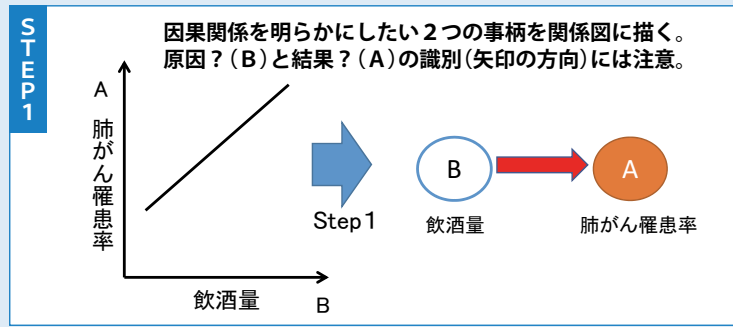 STEP1
因果関係を明らかにしたい２つの事柄を関係図に描く。
原因？（Ｂ）と結果？（Ａ）の識別（矢印の方向）には注意。
A
肺がん罹患率
飲酒量
B
Step1
B
飲酒量
A
肺がん罹患率